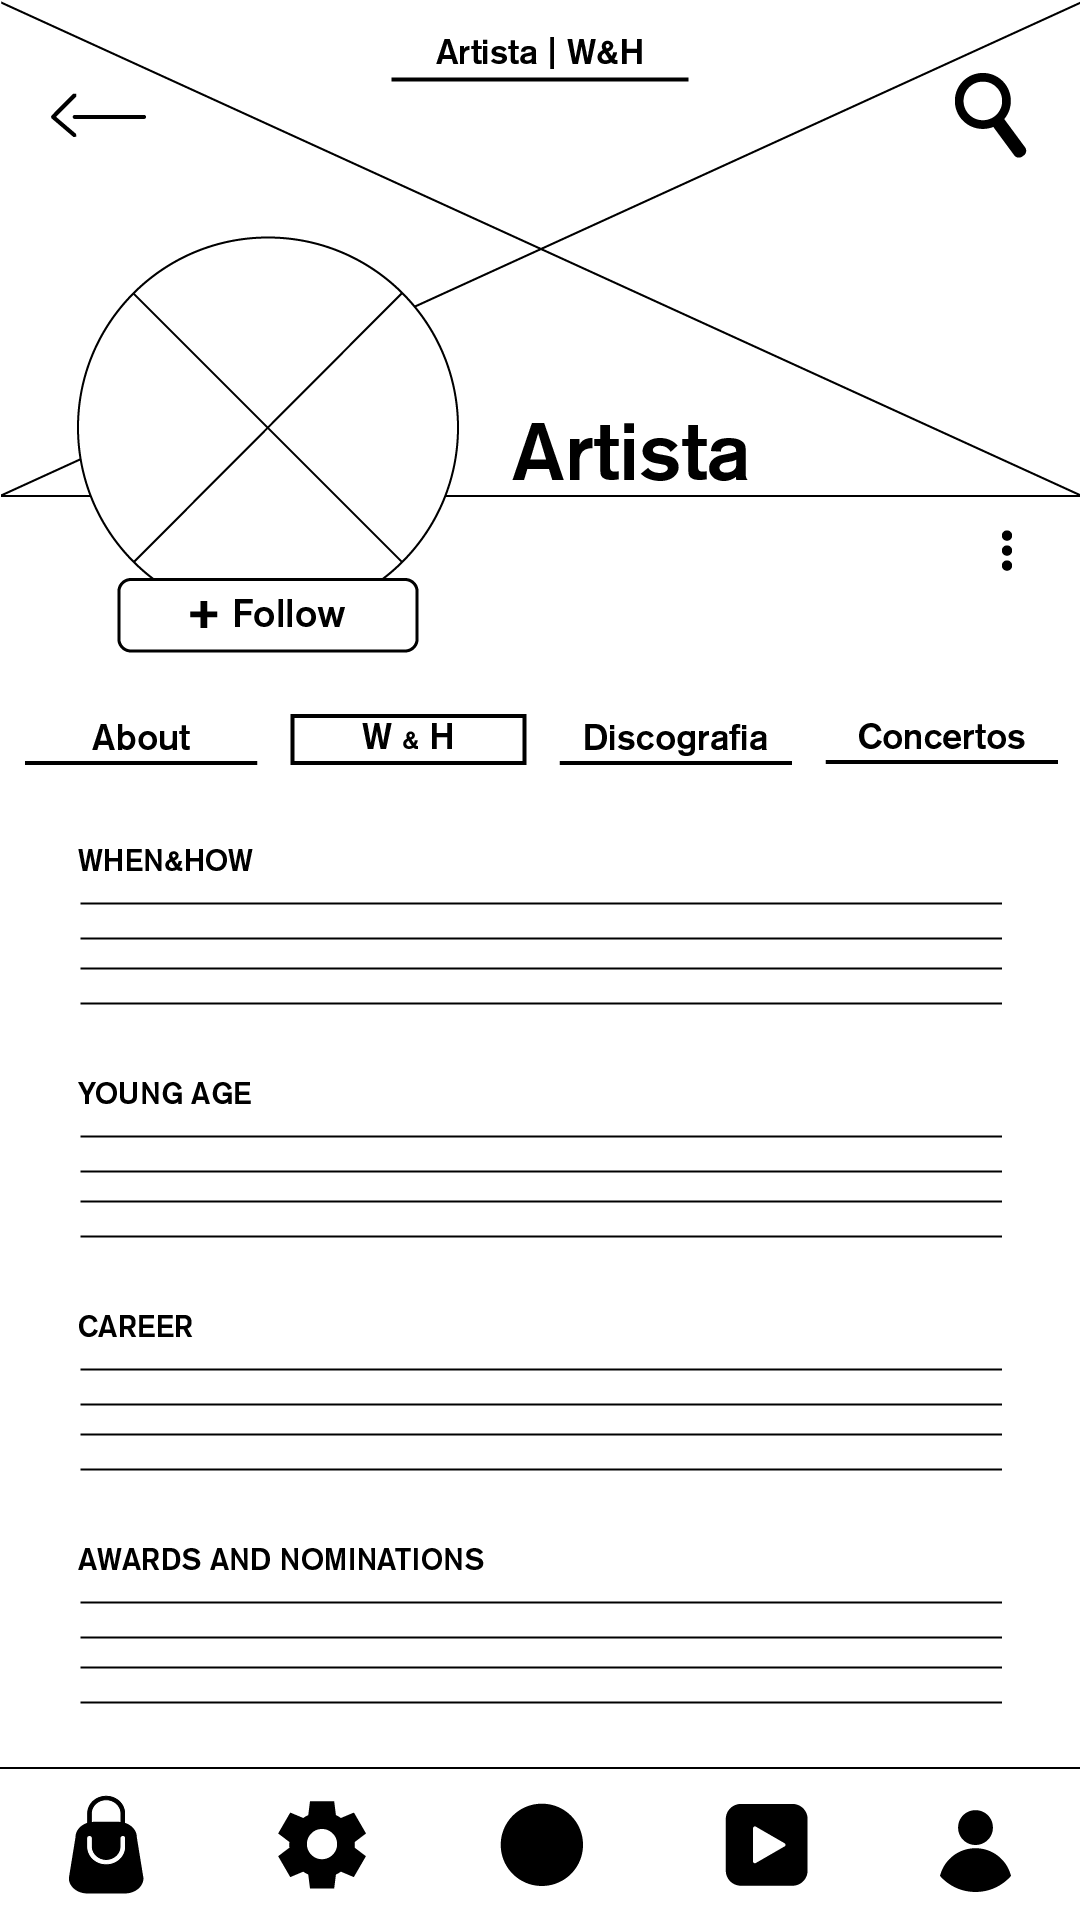 Artista | W&H
Artista
+ Follow
About
W & H
Discografia
Concertos
WHEN&HOW
YOUNG AGE
CAREER
AWARDS AND NOMINATIONS